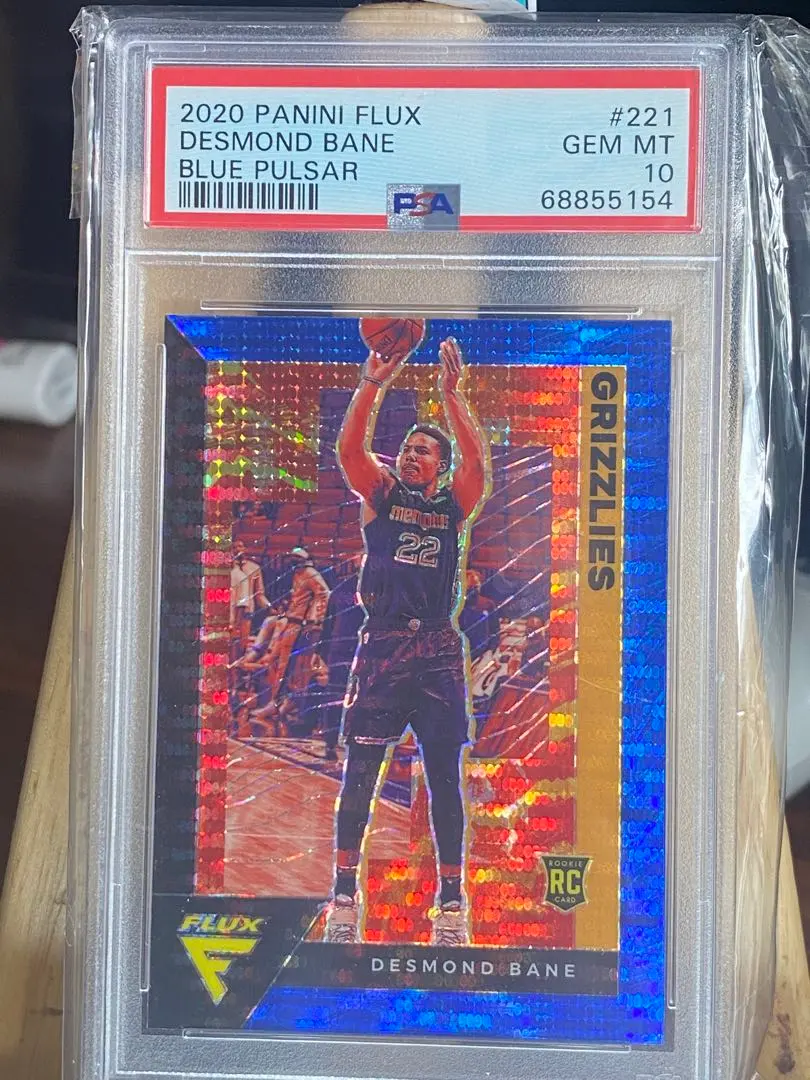 2020 PANINI FLUX #221
DESMOND BANE GEM MT
BLUE PULSAR 10
PSA 68855154
GRIZZLIES
MEMPHIS
22
ROOKIE
RC
CARD
FLUX
DESMOND BANE